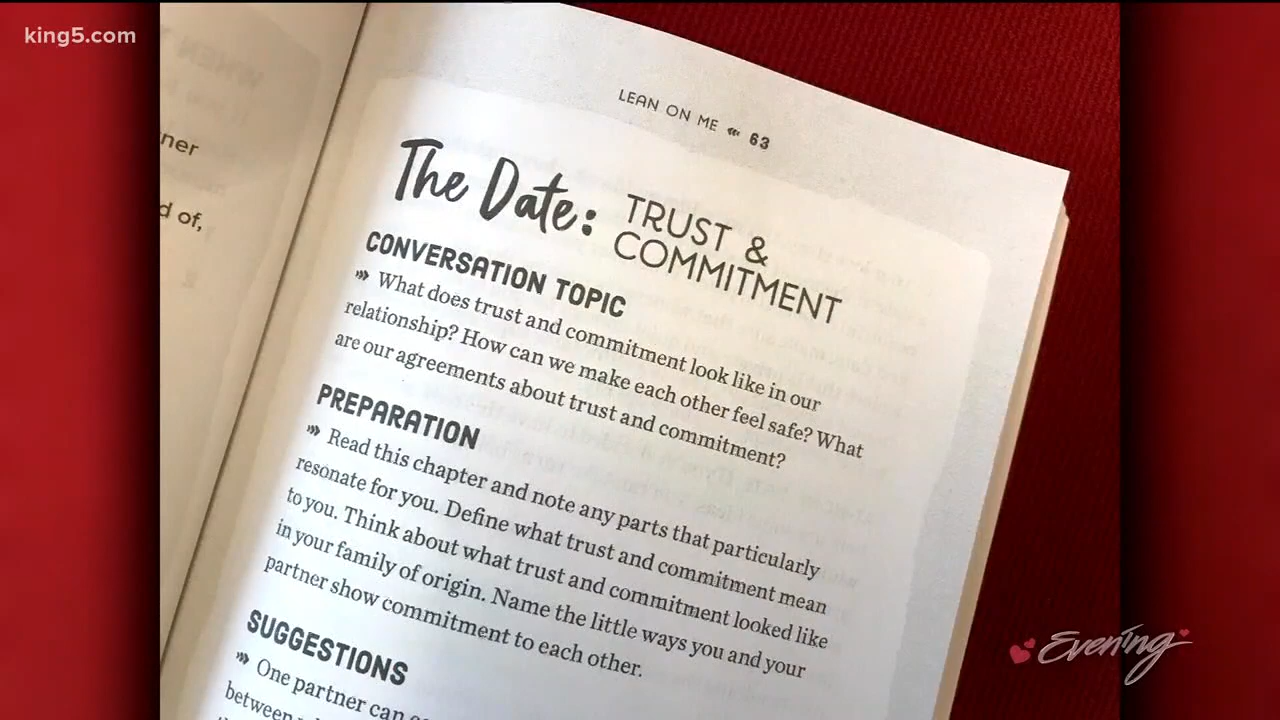 king5.com
ner
d of,
LEAN ON ME 63
The Date: TRUST &
COMMITMENT
CONVERSATION TOPIC
What does trust and commitment look like in our
relationship? How can we make each other feel safe? What
are our agreements about trust and commitment?
PREPARATION
Read this chapter and note any parts that particularly
resonate for you. Define what trust and commitment mean
to you. Think about what trust and commitment looked like
in your family of origin. Name the little ways you and your
partner show commitment to each other.
SUGGESTIONS
One partner can
between
Evening